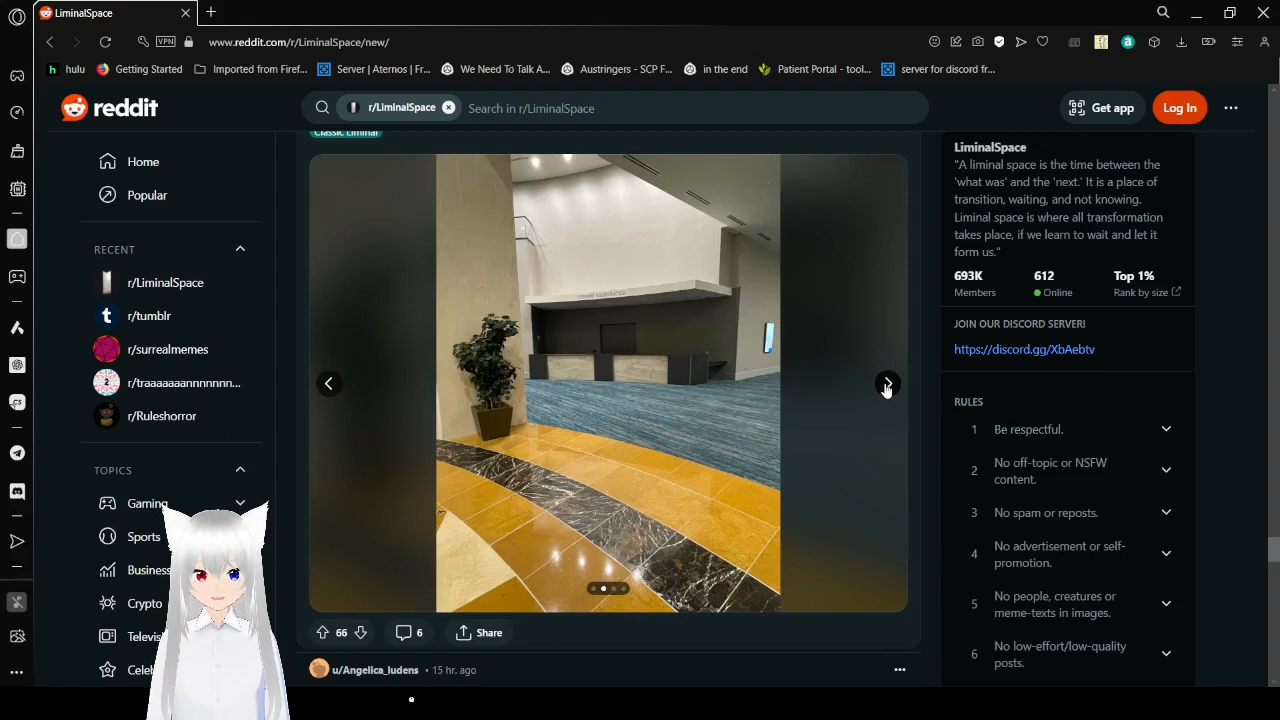 LiminalSpace
www.reddit.com/r/LiminalSpace/new/
VPN
hulu
Getting Started
Imported from Firef...
Server | Aternos | Fr...
We Need To Talk A...
Austringers - SCP F...
in the end
Patient Portal - tool...
server for discord fr...
reddit
r/LiminalSpace
Search in r/LiminalSpace
Get app
Log In
Home
Popular
RECENT
r/LiminalSpace
r/tumblr
r/surrealmemes
r/traaaaaaannnnnn...
r/Ruleshorror
TOPICS
Gaming
Sports
Business
Crypto
Televi
Celeb
Classic Liminal
66
6
Share
u/Angelica_ludens • 15 hr. ago
LiminalSpace
"A liminal space is the time between the
'what was' and the 'next.' It is a place of
transition, waiting, and not knowing.
Liminal space is where all transformation
takes place, if we learn to wait and let it
form us."
693K
Members
612
Online
Top 1%
Rank by size
JOIN OUR DISCORD SERVER!
https://discord.gg/XbAebtv
RULES
1 Be respectful.
2 No off-topic or NSFW
content.
3 No spam or reposts.
4 No advertisement or self-
promotion.
5 No people, creatures or
meme-texts in images.
6 No low-effort/low-quality
posts.